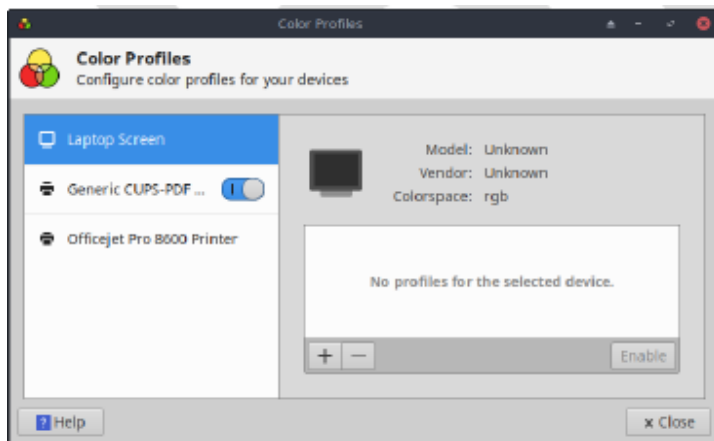 Color Profiles
Color Profiles
Configure color profiles for your devices
Laptop Screen
Generic CUPS-PDF ...
Officejet Pro 8600 Printer
Model: Unknown
Vendor: Unknown
Colorspace: rgb
No profiles for the selected device.
Enable
? Help
x Close